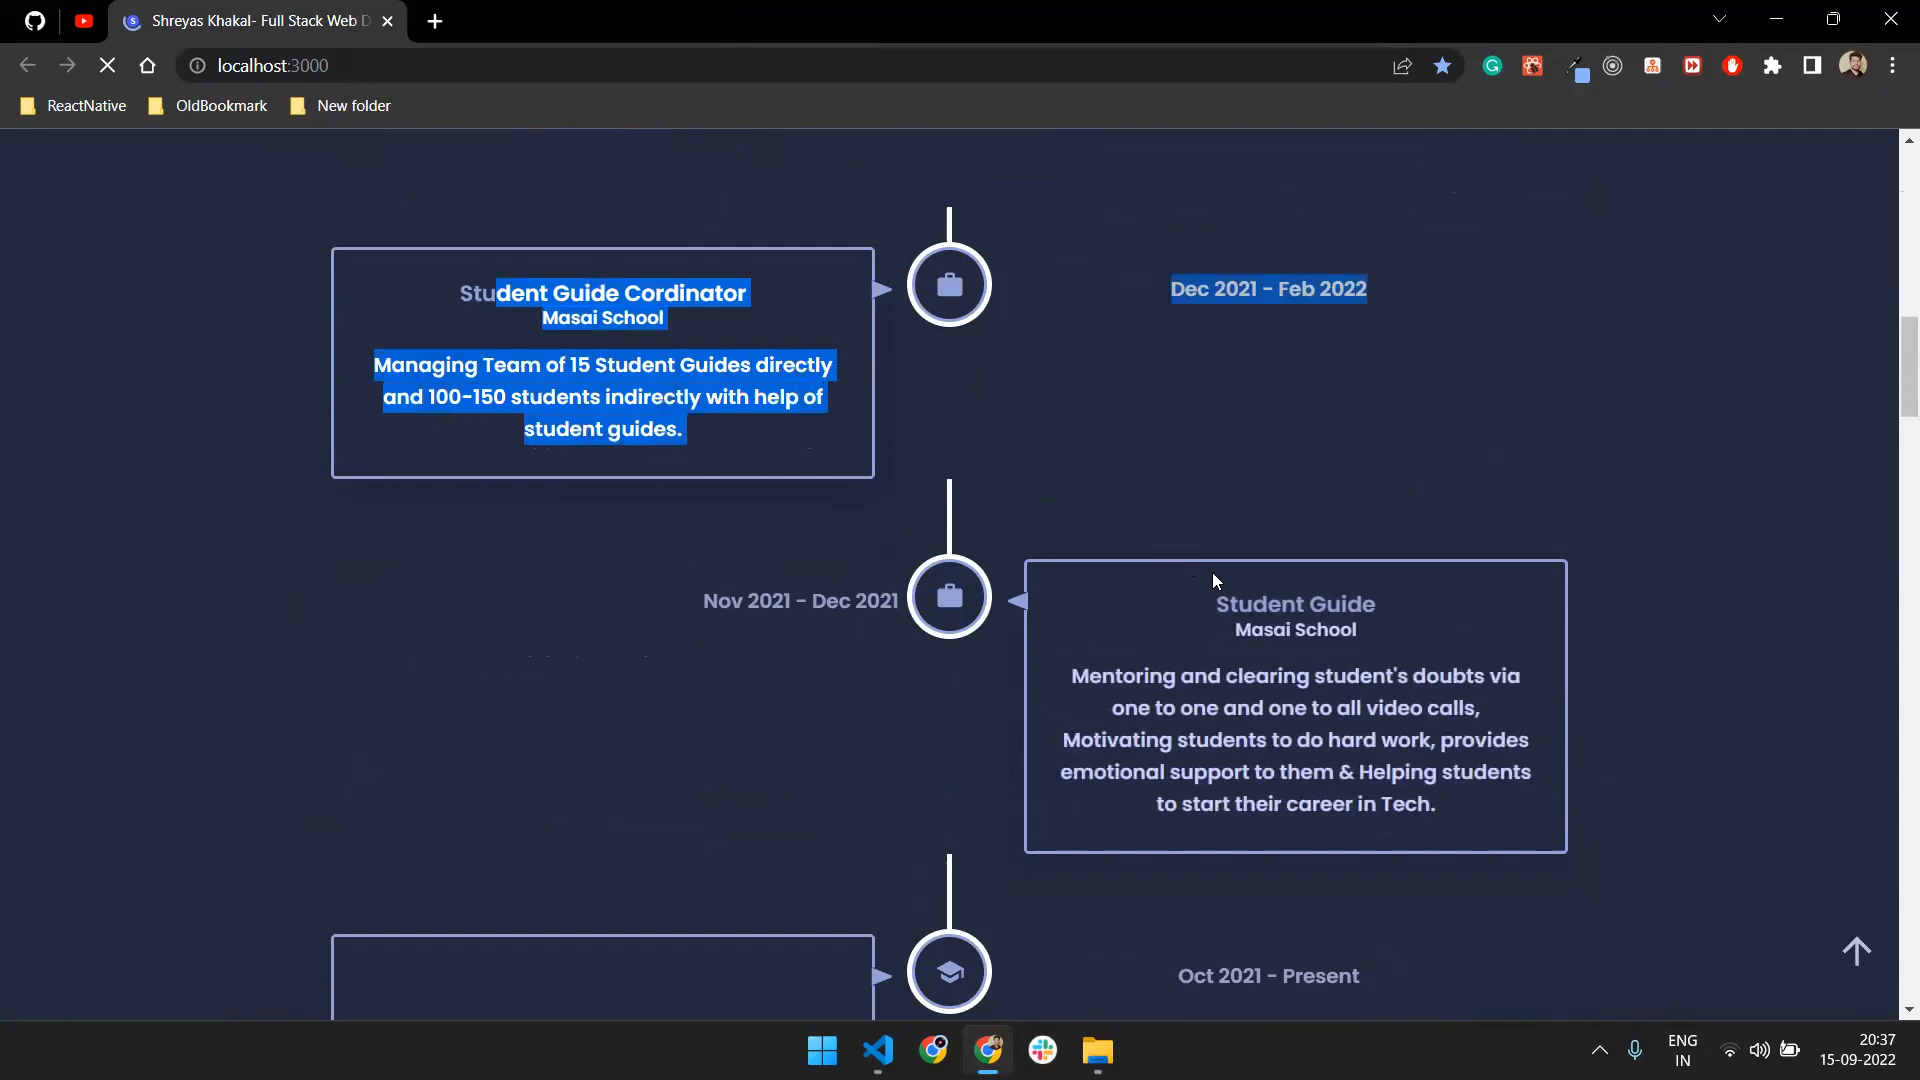 Shreyas Khakal- Full Stack Web D
localhost:3000
ReactNative
OldBookmark
New folder
Student Guide Cordinator
Masai School
Managing Team of 15 Student Guides directly
and 100-150 students indirectly with help of
student guides.
Dec 2021 - Feb 2022
Nov 2021 - Dec 2021
Student Guide
Masai School
Mentoring and clearing student's doubts via
one to one and one to all video calls,
Motivating students to do hard work, provides
emotional support to them & Helping students
to start their career in Tech.
Oct 2021 - Present
ENG
IN
20:37
15-09-2022